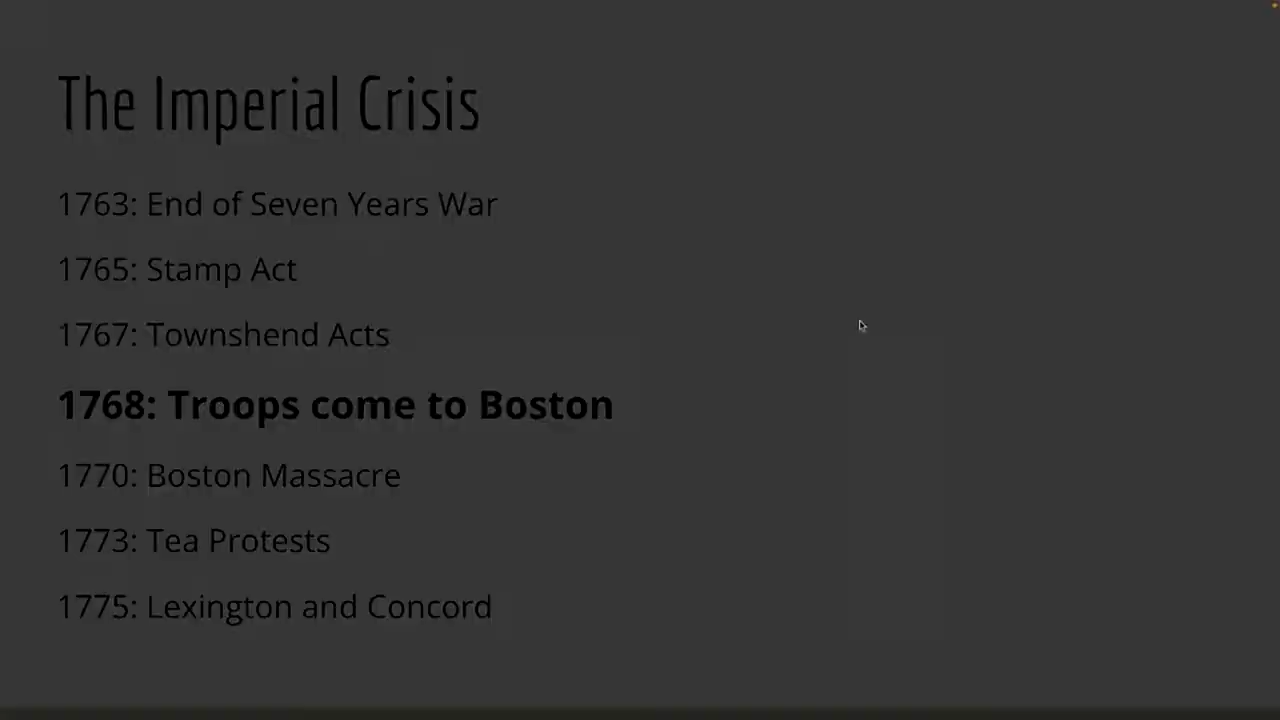 The Imperial Crisis
1763: End of Seven Years War
1765: Stamp Act
1767: Townshend Acts
1768: Troops come to Boston
1770: Boston Massacre
1773: Tea Protests
1775: Lexington and Concord